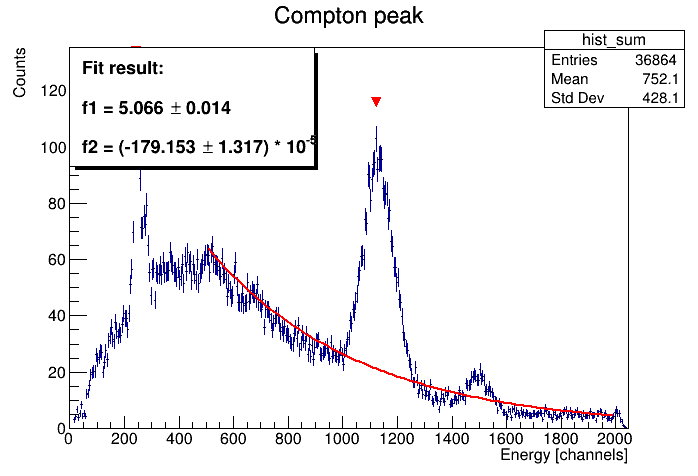 Compton peak
hist_sum
Entries 36864
Mean 752.1
Std Dev 428.1
Fit result:
f1 = 5.066 ± 0.014
f2 = (-179.153 ± 1.317) * 10^-5
Counts
120
100
80
60
40
20
0
0 200 400 600 800 1000 1200 1400 1600 1800 2000
Energy [channels]